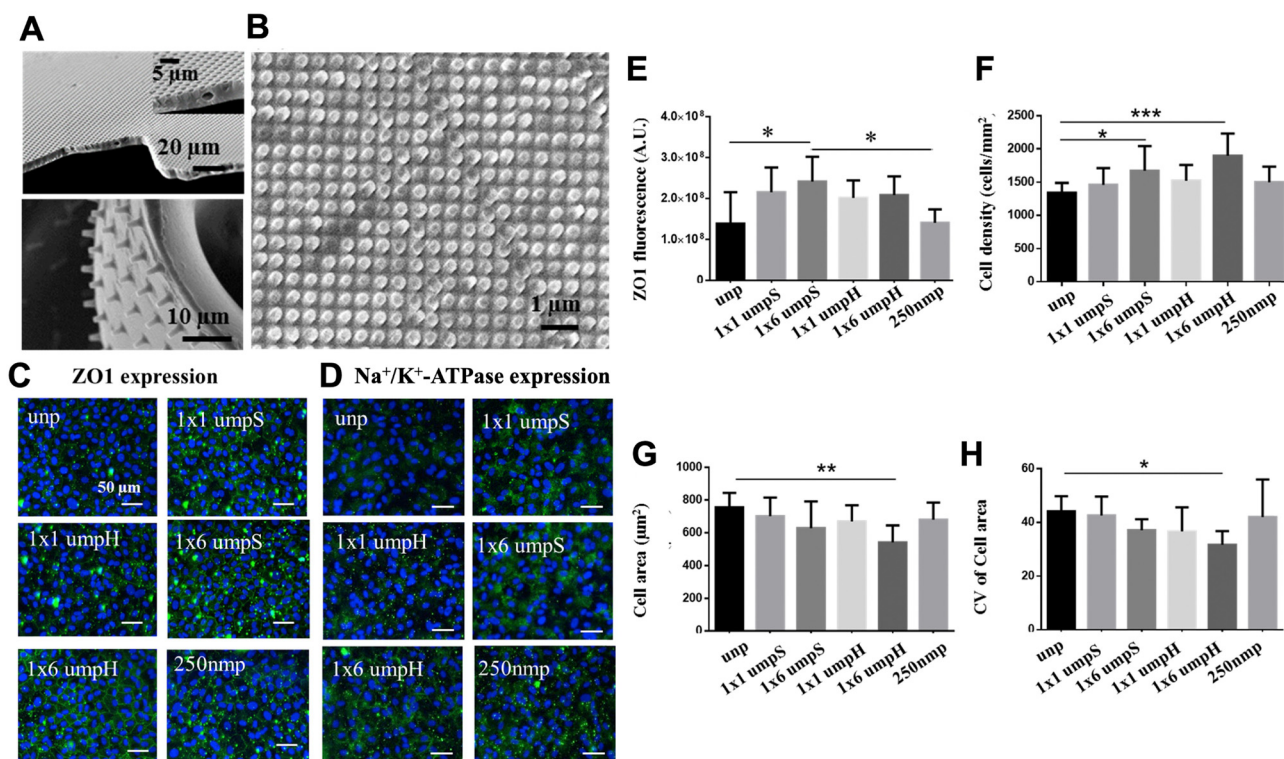 A
5 µm
20 µm
10 µm
B
1 µm
C
ZO1 expression
unp
1x1 umpS
50 µm
1x1 umpH
1x6 umpS
1x6 umpH
250nmp
D
Na⁺/K⁺-ATPase expression
unp
1x1 umpS
1x1 umpH
1x6 umpS
1x6 umpH
250nmp
E
ZO1 fluorescence (A.U.)
4.0×10⁸
3.0×10⁸
2.0×10⁸
1.0×10⁸
0
*
*
unp
1x1 umpS
1x6 umpS
1x1 umpH
1x6 umpH
250nmp
F
Cell density (cells/mm²)
2500
2000
1500
1000
500
0
***
*
unp
1x1 umpS
1x6 umpS
1x1 umpH
1x6 umpH
250nmp
G
Cell area (µm²)
1000
800
600
400
200
0
**
unp
1x1 umpS
1x6 umpS
1x1 umpH
1x6 umpH
250nmp
H
CV of Cell area
60
40
20
0
*
unp
1x1 umpS
1x6 umpS
1x1 umpH
1x6 umpH
250nmp